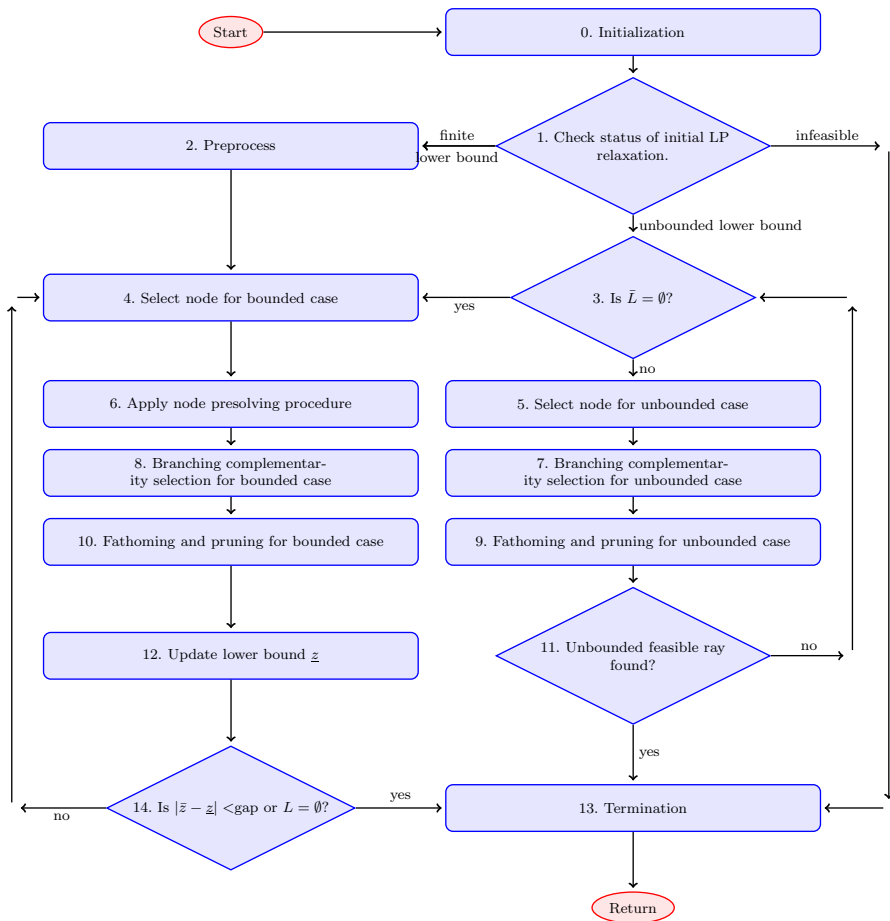 Start
0. Initialization
1. Check status of initial LP
relaxation.
finite
lower bound
infeasible
2. Preprocess
unbounded lower bound
3. Is L̄ = ∅?
yes
4. Select node for bounded case
no
6. Apply node presolving procedure
5. Select node for unbounded case
8. Branching complementar-
ity selection for bounded case
7. Branching complementar-
ity selection for unbounded case
10. Fathoming and pruning for bounded case
9. Fathoming and pruning for unbounded case
12. Update lower bound z̲
11. Unbounded feasible ray
found?
no
yes
14. Is |z̄ − z̲| <gap or L = ∅?
no
yes
13. Termination
Return